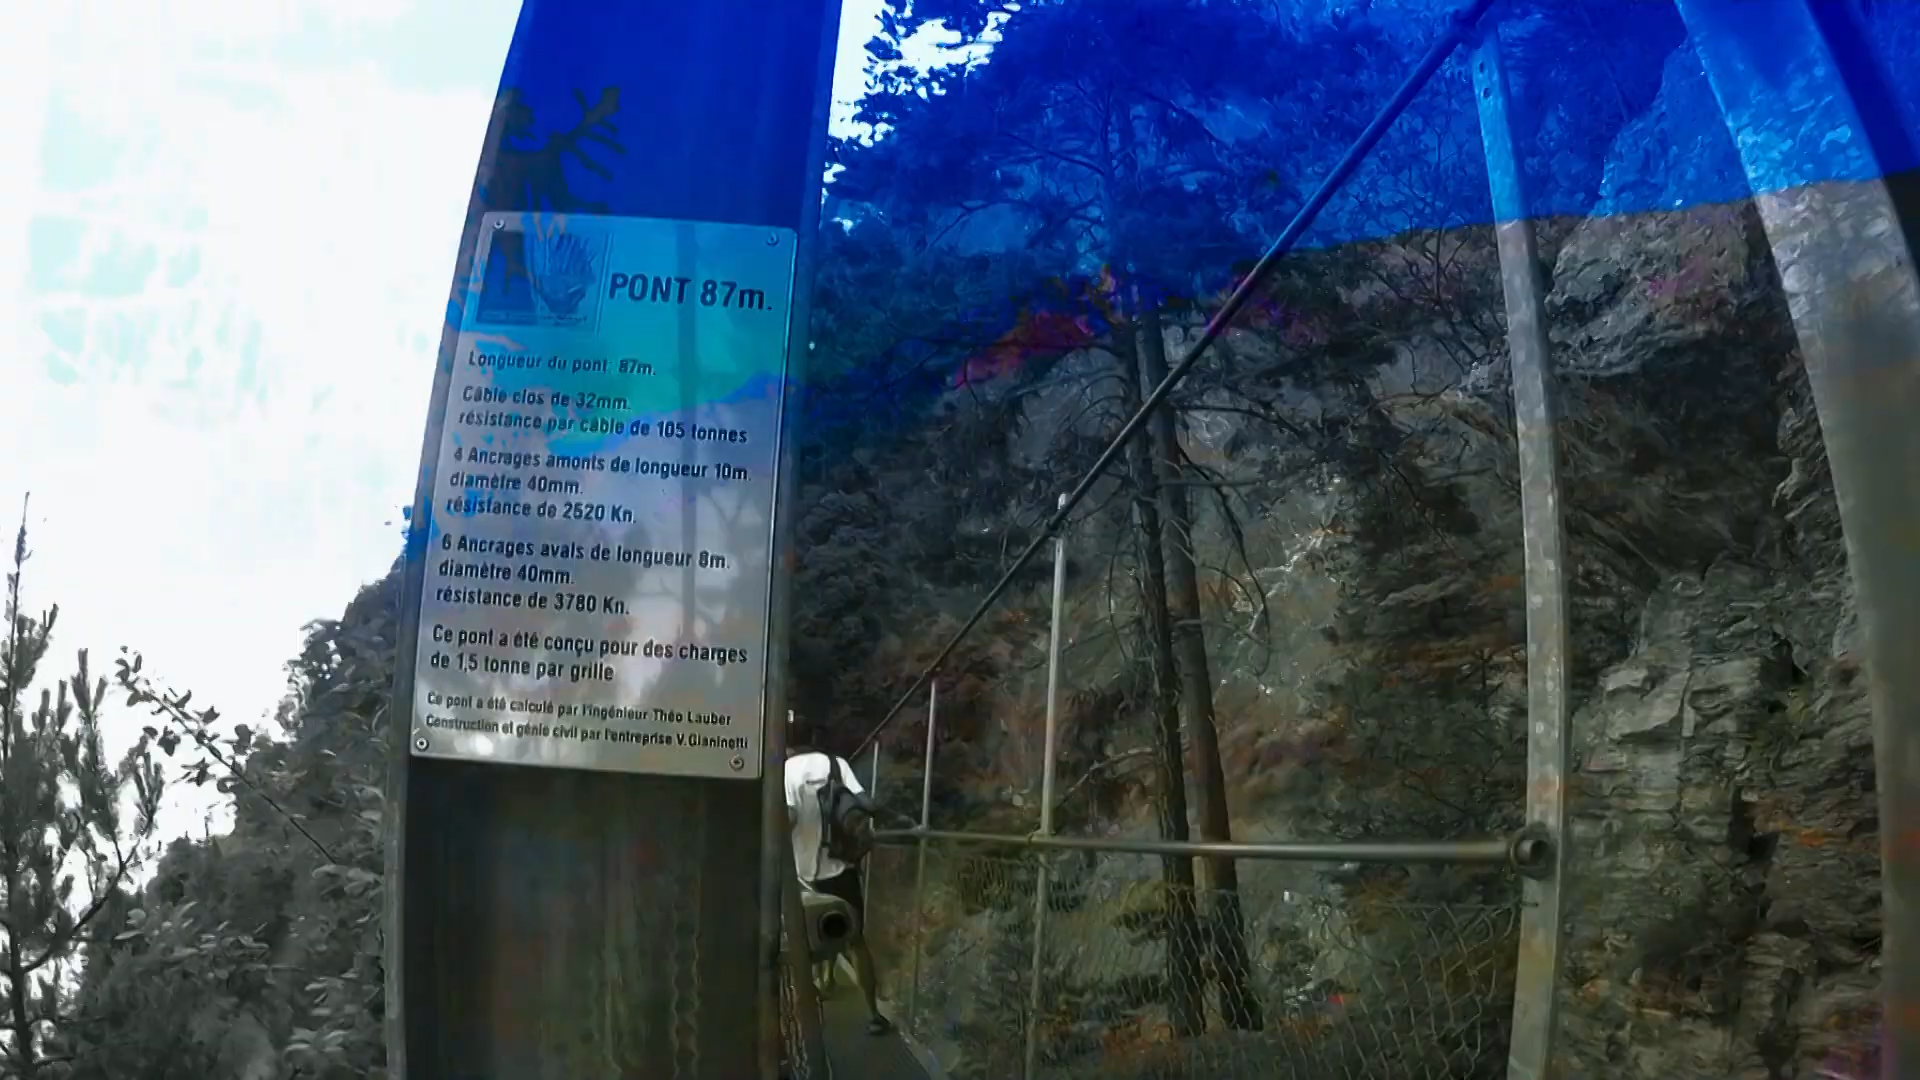 PONT 87m.
Longueur du pont: 87m.
Câble clos de 32mm.
résistance par câble de 105 tonnes
4 Ancrages amonts de longueur 10m.
diamètre 40mm.
résistance de 2520 Kn.
6 Ancrages avals de longueur 8m.
diamètre 40mm.
résistance de 3780 Kn.
Ce pont a été conçu pour des charges
de 1,5 tonne par grille
Ce pont a été calculé par l'ingénieur Théo Lauber
Construction et génie civil par l'entreprise V.Gianinetti